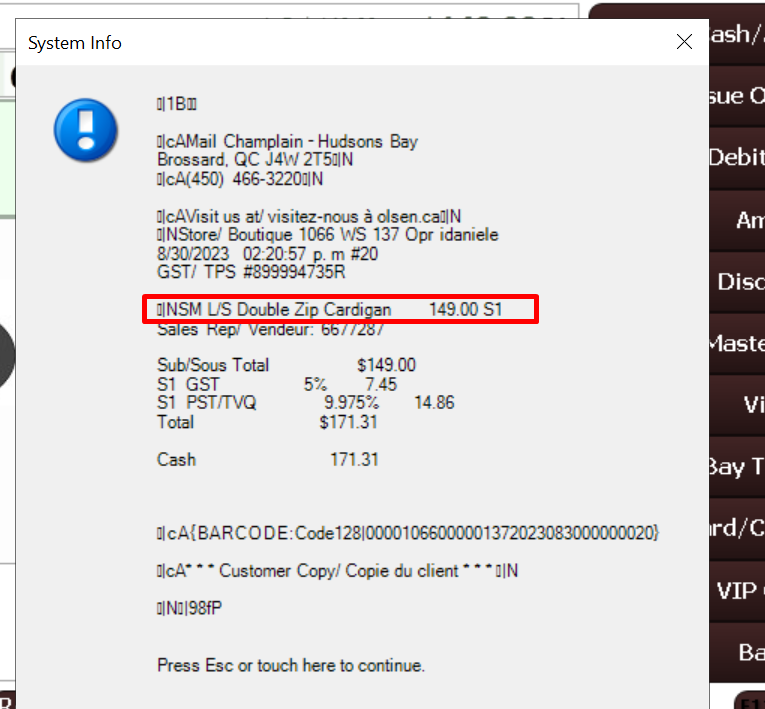 System Info
▯|1B▯▯
▯|cAMail Champlain - Hudsons Bay
Brossard, QC J4W 2T5▯|N
▯|cA(450) 466-3220▯|N
▯|cAVisit us at/ visitez-nous à olsen.ca▯|N
▯|NStore/ Boutique 1066 WS 137 Opr idaniele
8/30/2023 02:20:57 p. m #20
GST/ TPS #899994735R
▯|NSM L/S Double Zip Cardigan 149.00 S1
Sales Rep/ Vendeur: 6677287
Sub/Sous Total $149.00
S1 GST 5% 7.45
S1 PST/TVQ 9.975% 14.86
Total $171.31
Cash 171.31
▯|cA{BARCODE:Code128|00001066000001372023083000000020}
▯|cA* * * Customer Copy/ Copie du client * * * ▯|N
▯|N▯|98fP
Press Esc or touch here to continue.
ash/
sue O
Debit
Am
Disc
Maste
Vi
Bay T
ard/C
VIP
Ba